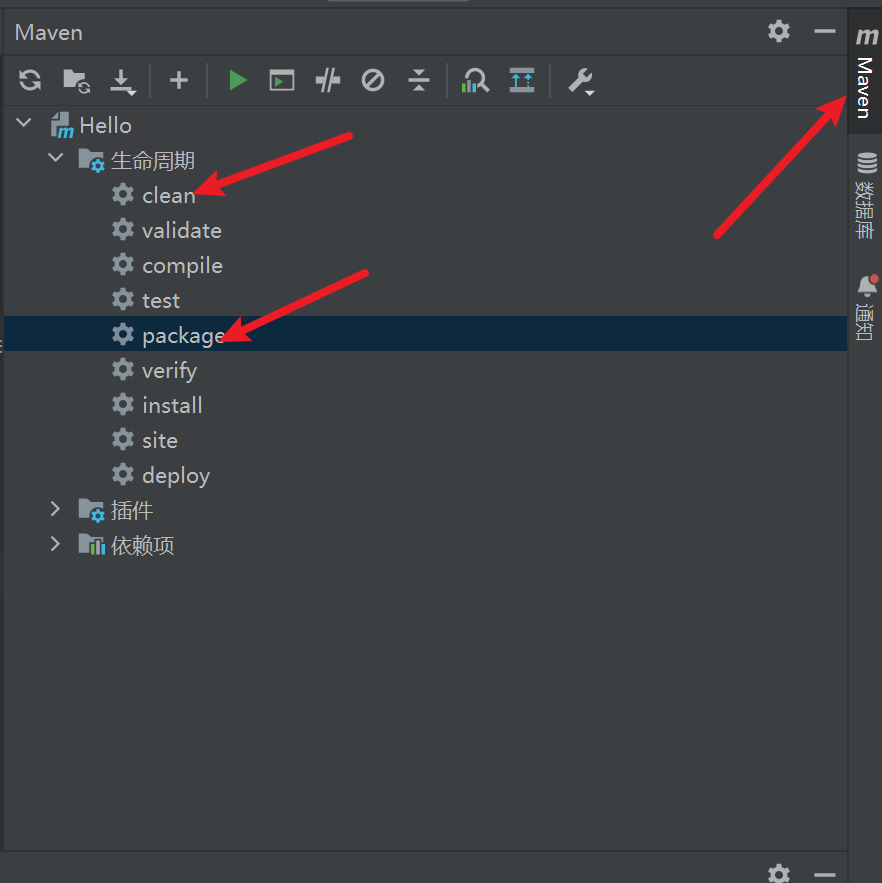 Maven
Hello
生命周期
clean
validate
compile
test
package
verify
install
site
deploy
插件
依赖项
m
Maven
数据库
通知